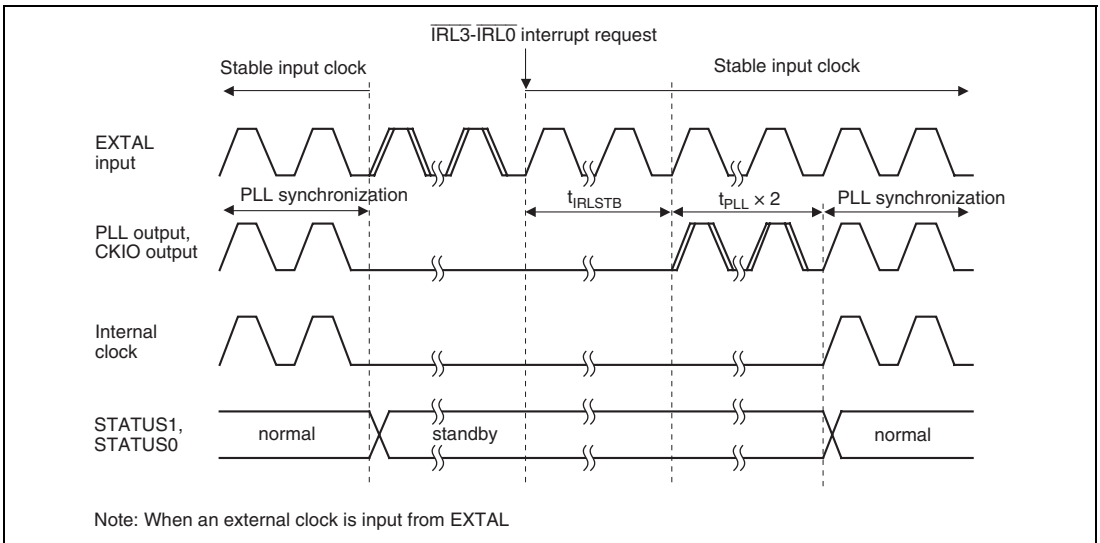 IRL3-IRL0 interrupt request
Stable input clock
Stable input clock
EXTAL
input
PLL synchronization
tIRLSTB
tPLL × 2
PLL synchronization
PLL output,
CKIO output
Internal
clock
STATUS1,
STATUS0
normal
standby
normal
Note: When an external clock is input from EXTAL